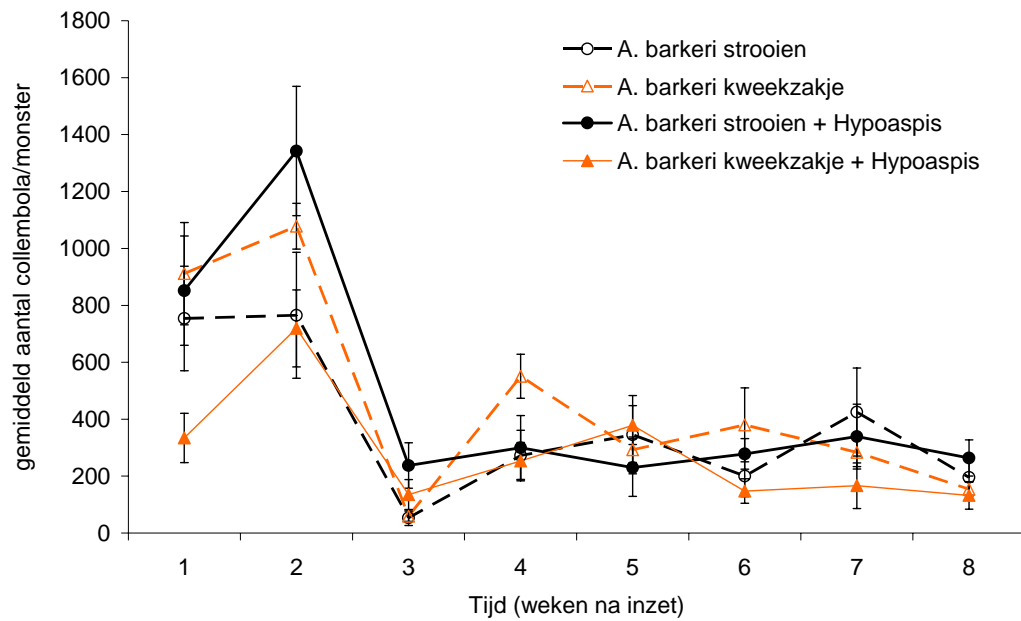 1800
1600
1400
1200
1000
800
600
400
200
0
gemiddeld aantal collembola/monster
A. barkeri strooien
A. barkeri kweekzakje
A. barkeri strooien + Hypoaspis
A. barkeri kweekzakje + Hypoaspis
1 2 3 4 5 6 7 8
Tijd (weken na inzet)